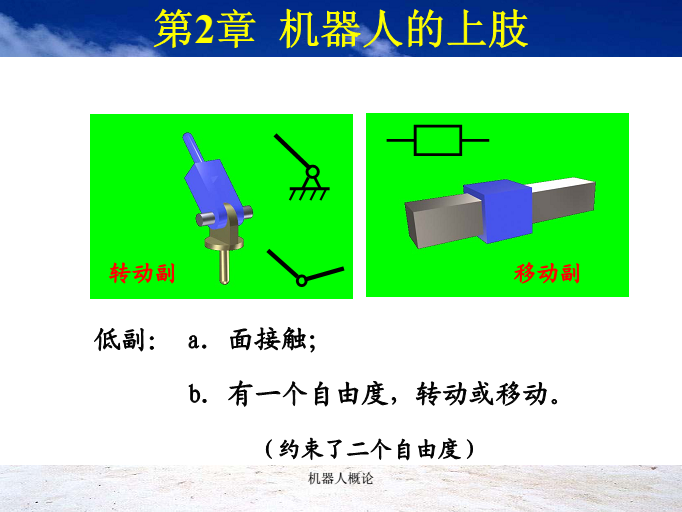 第2章 机器人的上肢
转动副
移动副
低副： a. 面接触；
b. 有一个自由度，转动或移动。
（约束了二个自由度）
机器人概论